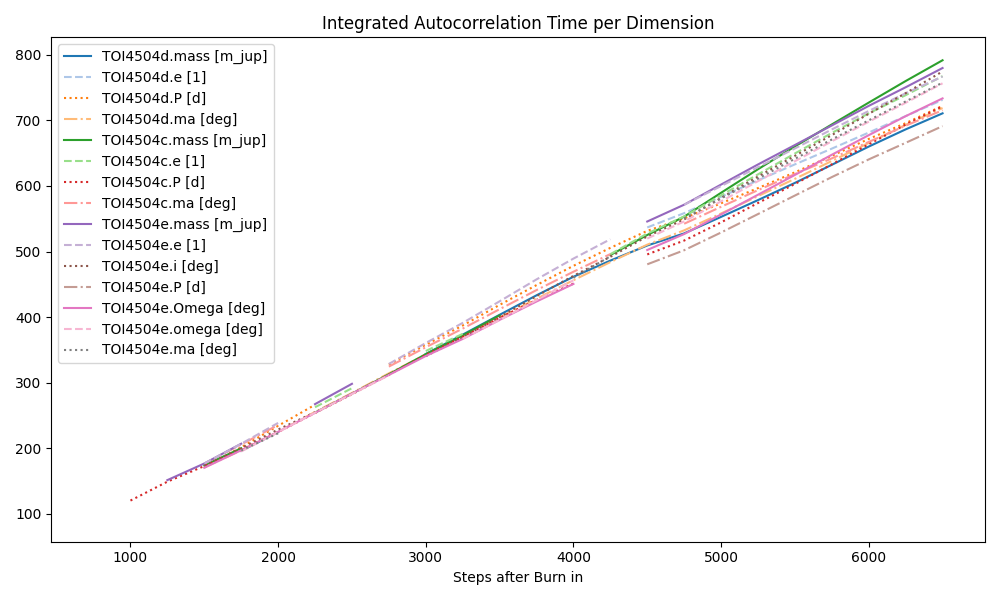 Integrated Autocorrelation Time per Dimension
800
700
600
500
400
300
200
100
TOI4504d.mass [m_jup]
TOI4504d.e [1]
TOI4504d.P [d]
TOI4504d.ma [deg]
TOI4504c.mass [m_jup]
TOI4504c.e [1]
TOI4504c.P [d]
TOI4504c.ma [deg]
TOI4504e.mass [m_jup]
TOI4504e.e [1]
TOI4504e.i [deg]
TOI4504e.P [d]
TOI4504e.Omega [deg]
TOI4504e.omega [deg]
TOI4504e.ma [deg]
1000 2000 3000 4000 5000 6000
Steps after Burn in